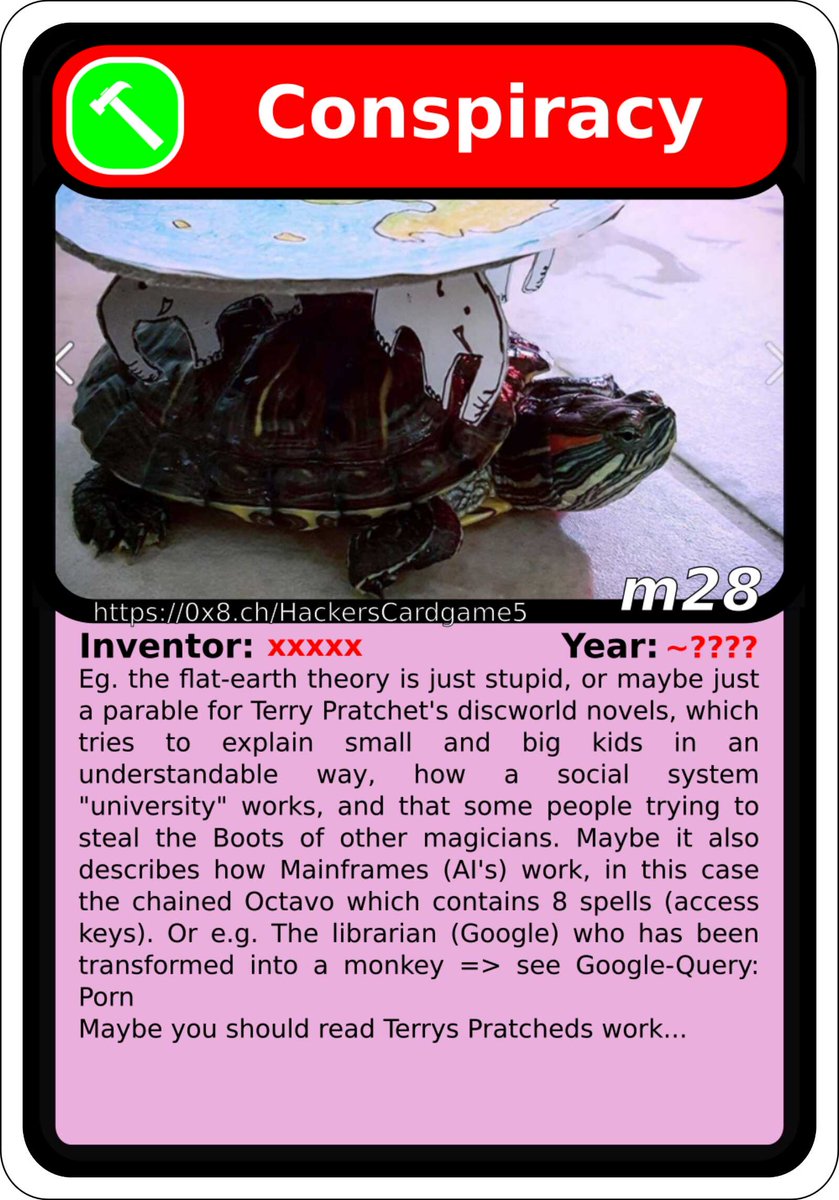 Conspiracy
m28
https://0x8.ch/HackersCardgame5
Inventor: xxxxx Year: ~????
Eg. the flat-earth theory is just stupid, or maybe just
a parable for Terry Pratchet's discworld novels, which
tries to explain small and big kids in an
understandable way, how a social system
"university" works, and that some people trying to
steal the Boots of other magicians. Maybe it also
describes how Mainframes (AI's) work, in this case
the chained Octavo which contains 8 spells (access
keys). Or e.g. The librarian (Google) who has been
transformed into a monkey => see Google-Query:
Porn
Maybe you should read Terrys Pratcheds work...